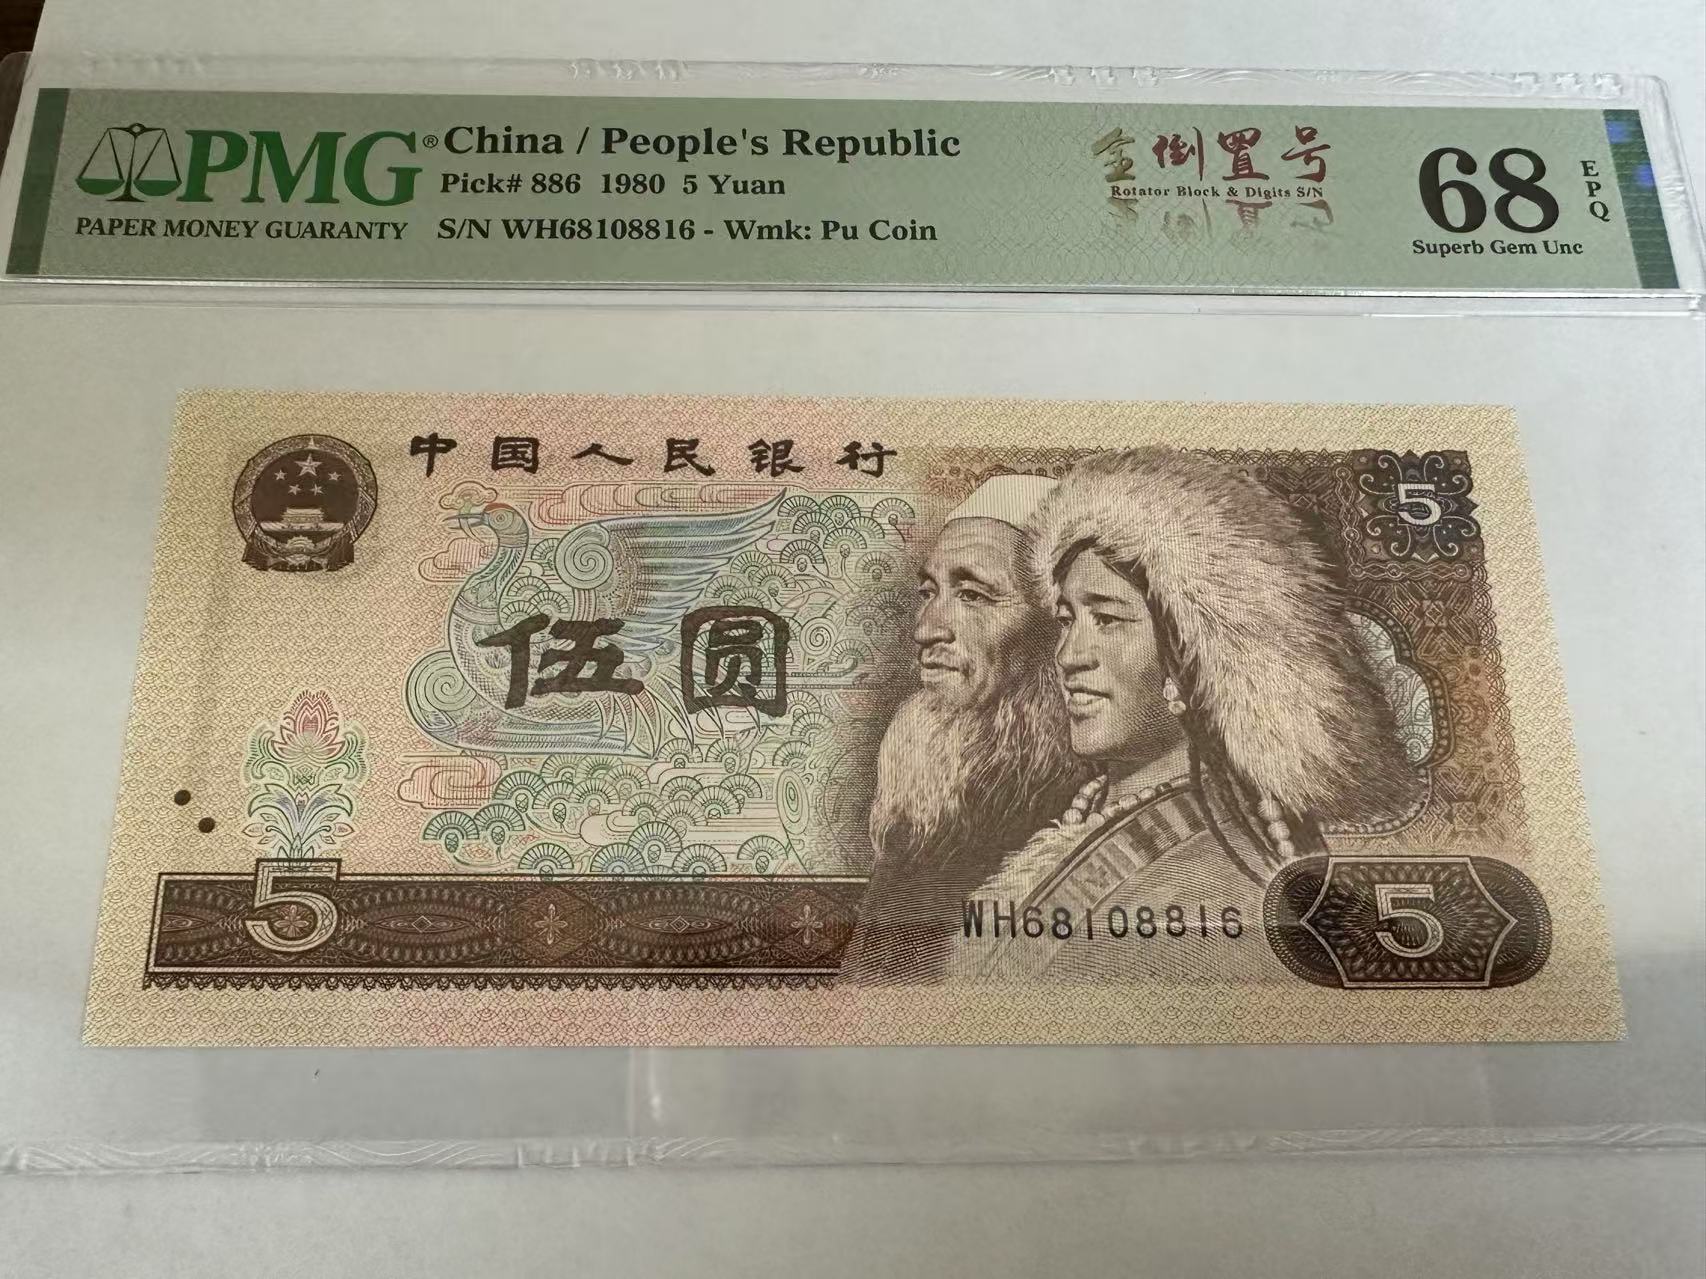 PMG® China / People's Republic
Pick# 886 1980 5 Yuan
PAPER MONEY GUARANTY
S/N WH68108816 - Wmk: Pu Coin
全倒置号
Rotator Block & Digits S/N
68
EPQ
Superb Gem Unc
中国人民银行
5
伍圆
5
WH68108816
5